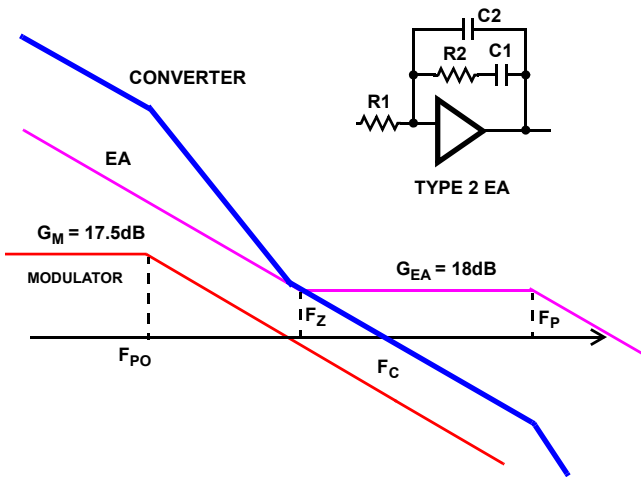 C2
R2
C1
R1
TYPE 2 EA
CONVERTER
EA
G_M = 17.5dB
MODULATOR
G_EA = 18dB
F_Z
F_P
F_PO
F_C